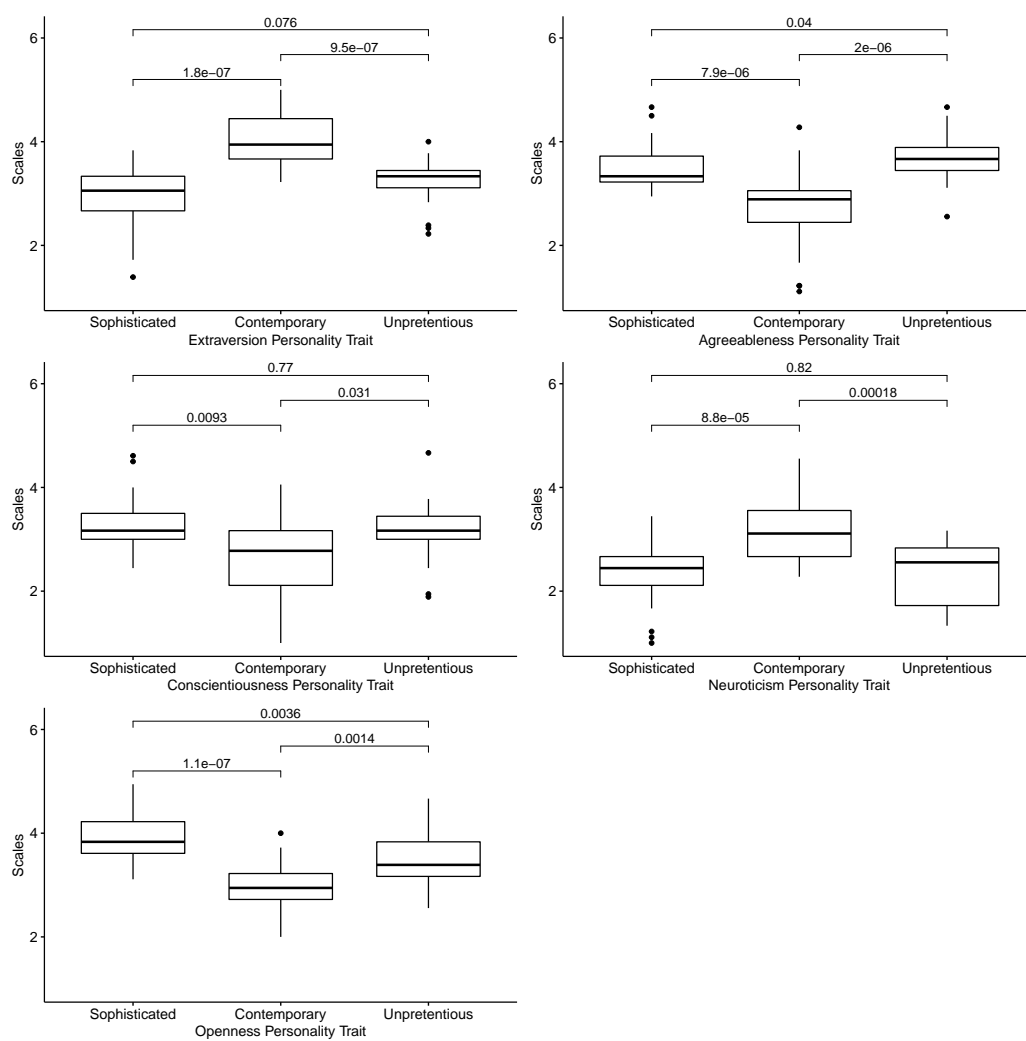 0.076
9.5e−07
1.8e−07
6
4
2
Scales
Sophisticated Contemporary Unpretentious
Extraversion Personality Trait
0.04
2e−06
7.9e−06
6
4
2
Scales
Sophisticated Contemporary Unpretentious
Agreeableness Personality Trait
0.77
0.031
0.0093
6
4
2
Scales
Sophisticated Contemporary Unpretentious
Conscientiousness Personality Trait
0.82
0.00018
8.8e−05
6
4
2
Scales
Sophisticated Contemporary Unpretentious
Neuroticism Personality Trait
0.0036
0.0014
1.1e−07
6
4
2
Scales
Sophisticated Contemporary Unpretentious
Openness Personality Trait